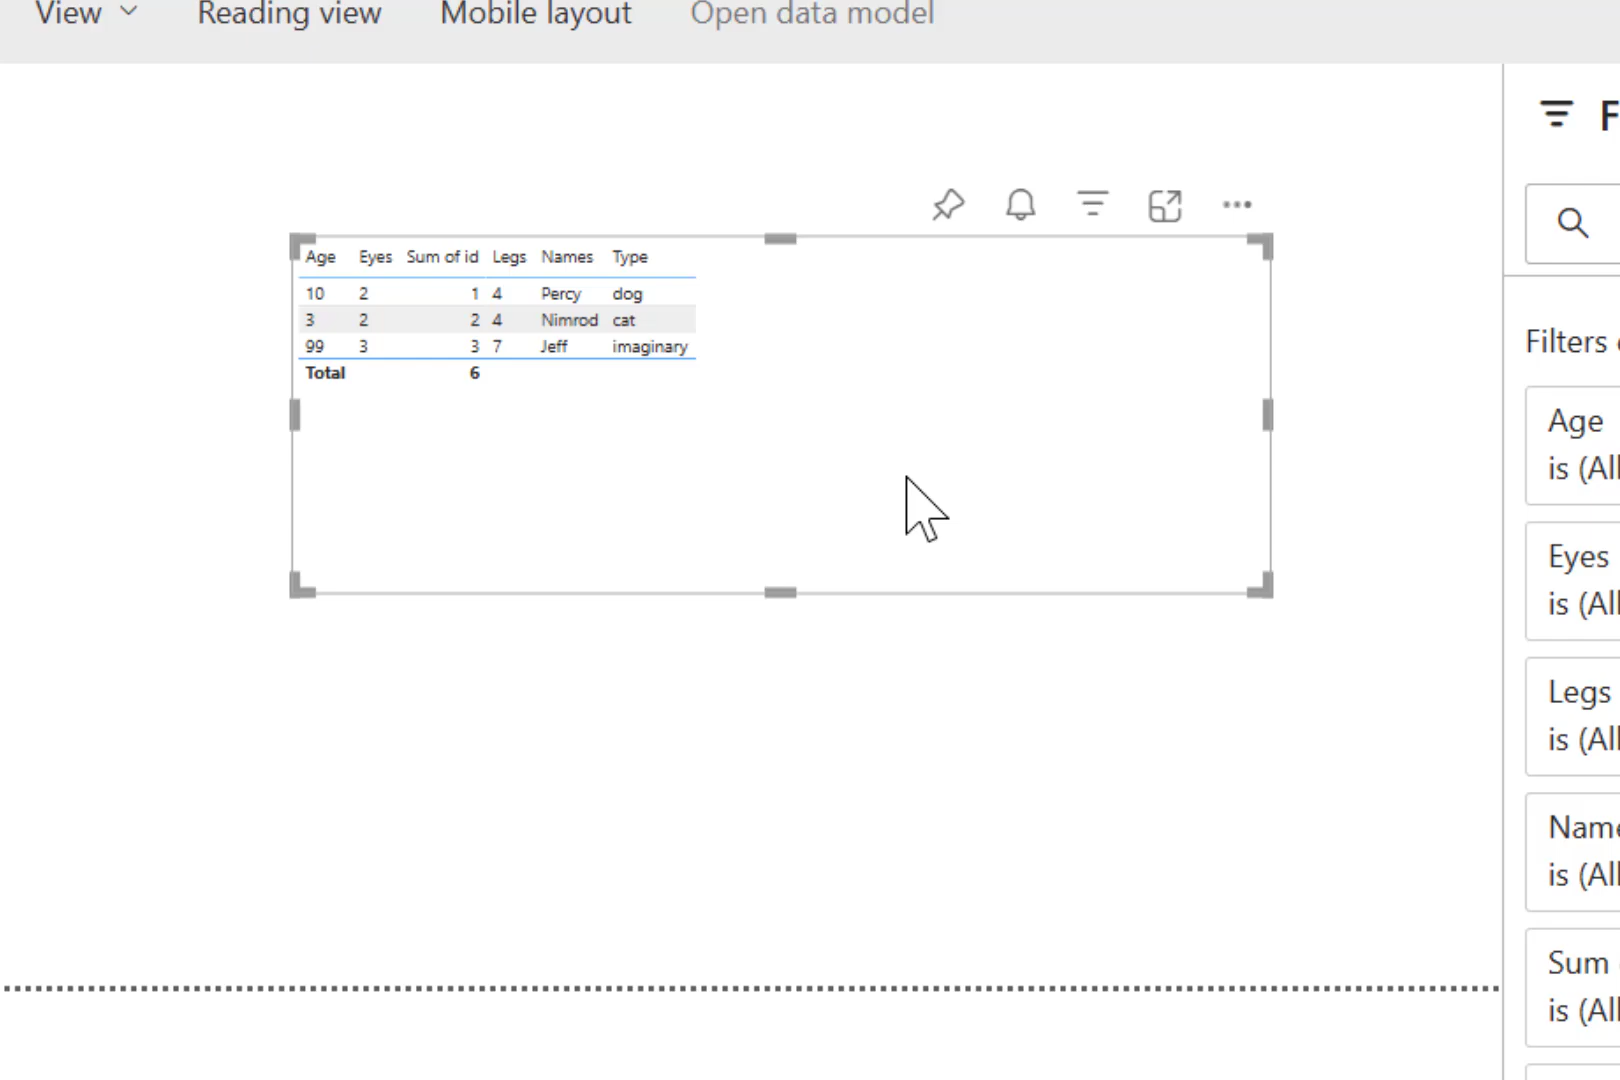 View Reading view Mobile layout Open data model
F
Age Eyes Sum of id Legs Names Type
10 2 1 4 Percy dog
3 2 2 4 Nimrod cat
99 3 3 7 Jeff imaginary
Total 6
Filters
Age
is (All
Eyes
is (All
Legs
is (All
Name
is (All
Sum
is (All